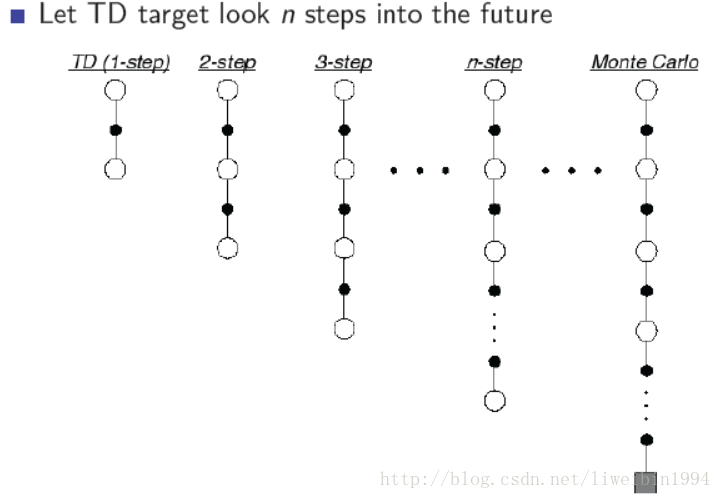 Let TD target look n steps into the future
TD (1-step) 2-step 3-step n-step Monte Carlo
http://blog.csdn.net/liweibin1994